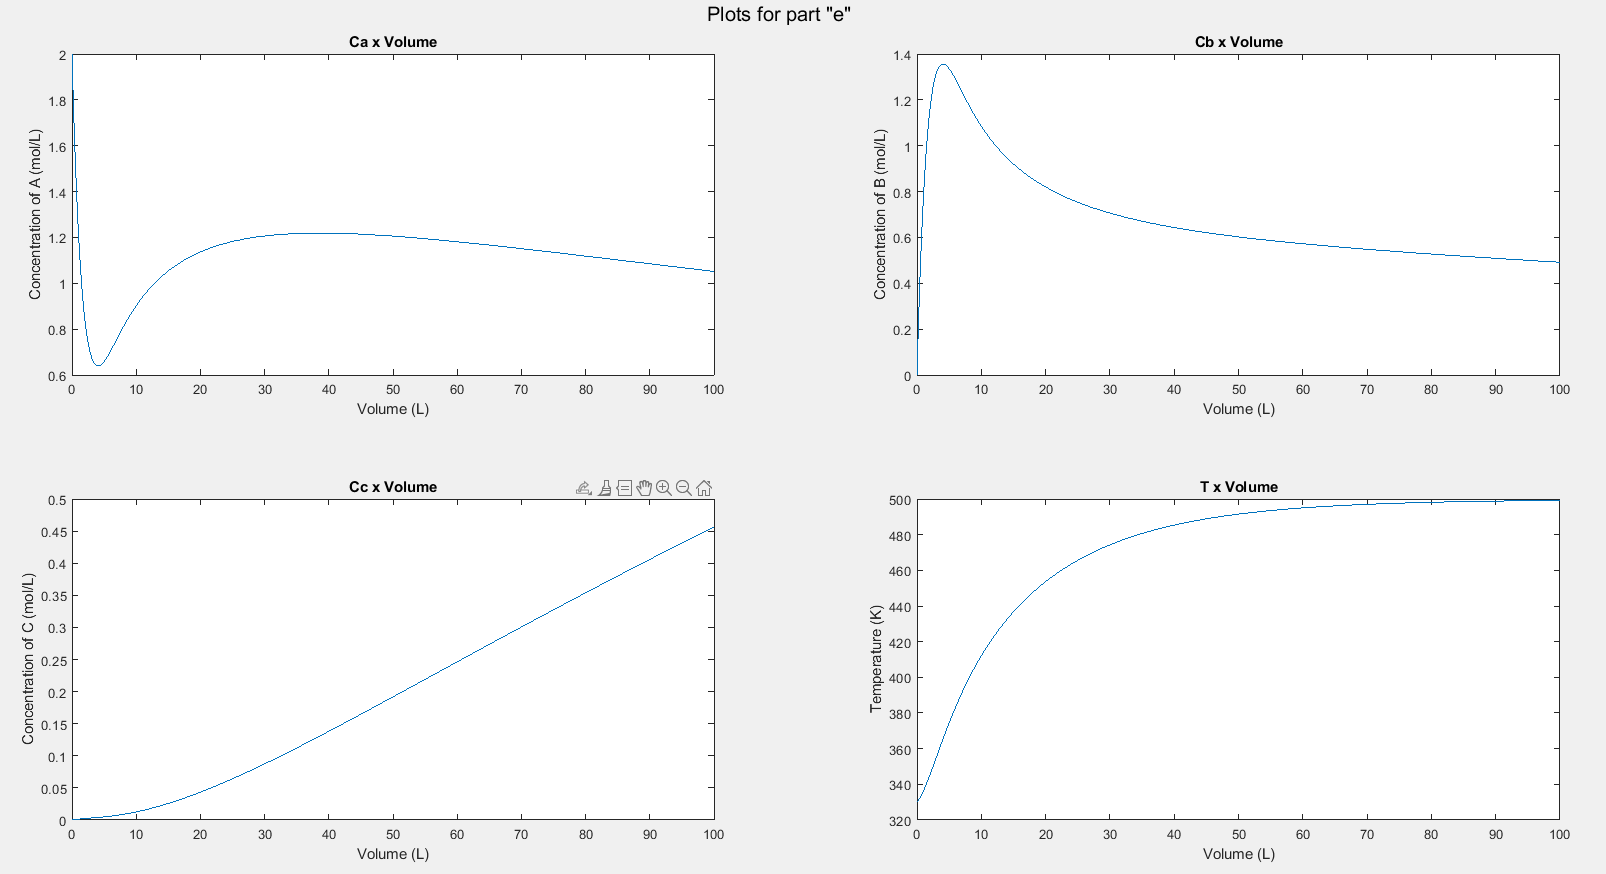 Plots for part "e"
Ca x Volume
2
1.8
1.6
1.4
1.2
1
0.8
0.6
Concentration of A (mol/L)
0 10 20 30 40 50 60 70 80 90 100
Volume (L)
Cb x Volume
1.4
1.2
1
0.8
0.6
0.4
0.2
0
Concentration of B (mol/L)
0 10 20 30 40 50 60 70 80 90 100
Volume (L)
Cc x Volume
0.5
0.45
0.4
0.35
0.3
0.25
0.2
0.15
0.1
0.05
0
Concentration of C (mol/L)
0 10 20 30 40 50 60 70 80 90 100
Volume (L)
T x Volume
500
480
460
440
420
400
380
360
340
320
Temperature (K)
0 10 20 30 40 50 60 70 80 90 100
Volume (L)